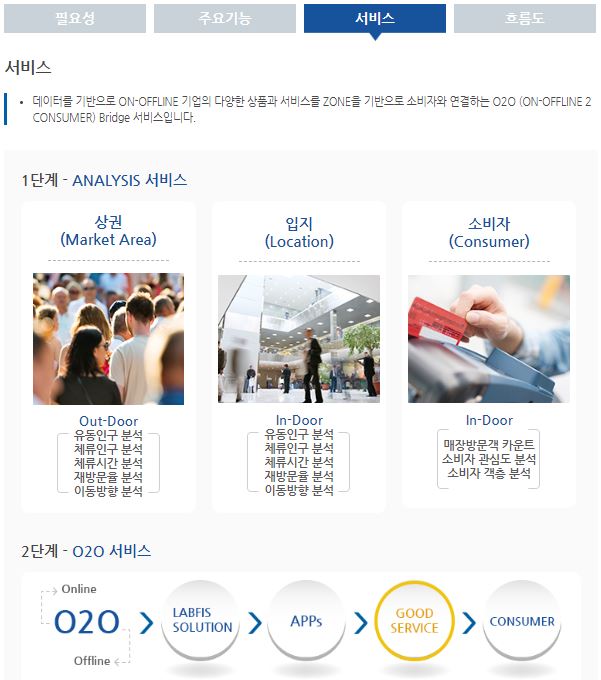 필요성
주요기능
서비스
흐름도
서비스
• 데이터를 기반으로 ON-OFFLINE 기업의 다양한 상품과 서비스를 ZONE을 기반으로 소비자와 연결하는 O2O (ON-OFFLINE 2
CONSUMER) Bridge 서비스입니다.
1단계 - ANALYSIS 서비스
상권
(Market Area)
입지
(Location)
소비자
(Consumer)
Out-Door
유동인구 분석
체류인구 분석
체류시간 분석
재방문율 분석
이동방향 분석
In-Door
유동인구 분석
체류인구 분석
체류시간 분석
재방문율 분석
이동방향 분석
In-Door
매장방문객 카운트
소비자 관심도 분석
소비자 객층 분석
2단계 - O2O 서비스
Online
O2O
Offline
LABFIS
SOLUTION
APPs
GOOD
SERVICE
CONSUMER